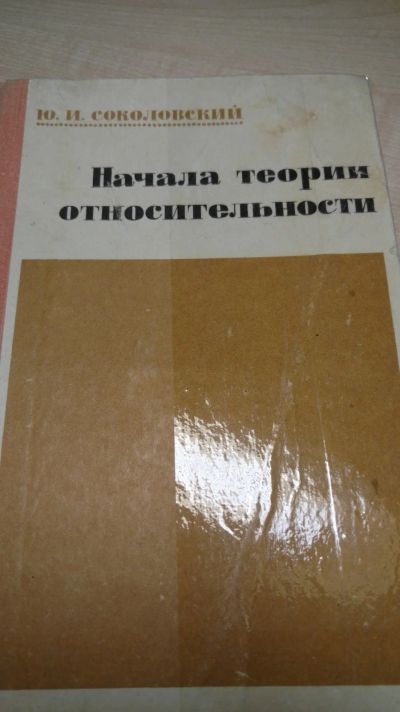 Ю. И. СОКОЛОВСКИЙ
Начала теории
относительности